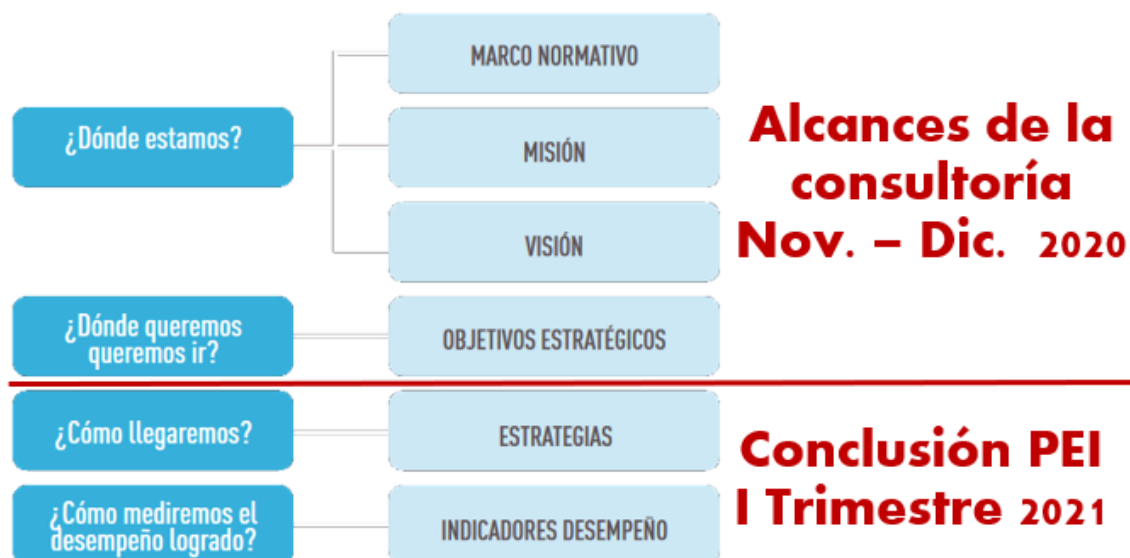 ¿Dónde estamos?
MARCO NORMATIVO
MISIÓN
VISIÓN
Alcances de la
consultoría
Nov. – Dic. 2020
¿Dónde queremos
queremos ir?
OBJETIVOS ESTRATÉGICOS
¿Cómo llegaremos?
ESTRATEGIAS
¿Cómo mediremos el
desempeño logrado?
INDICADORES DESEMPEÑO
Conclusión PEI
I Trimestre 2021